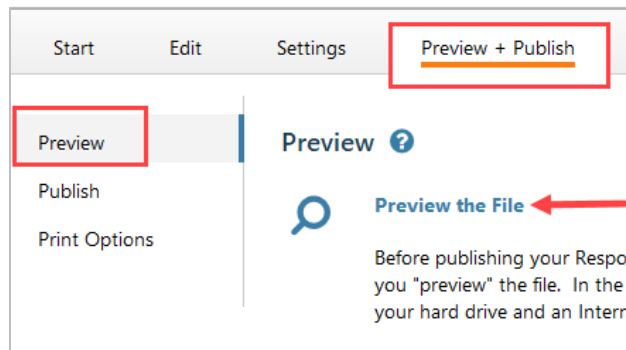 Start Edit Settings Preview + Publish
Preview
Publish
Print Options
Preview ?
Preview the File
Before publishing your Respo
you "preview" the file. In the
your hard drive and an Intern